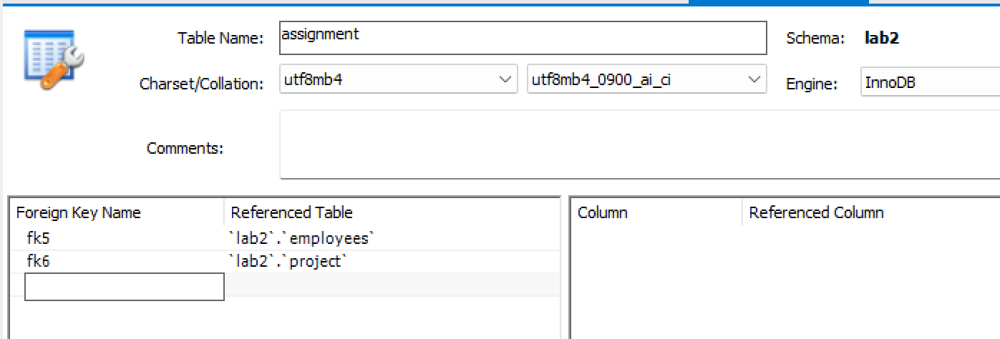 Table Name: assignment Schema: lab2
Charset/Collation: utf8mb4 utf8mb4_0900_ai_ci Engine: InnoDB
Comments:
Foreign Key Name Referenced Table Column Referenced Column
fk5 `lab2`.`employees`
fk6 `lab2`.`project`